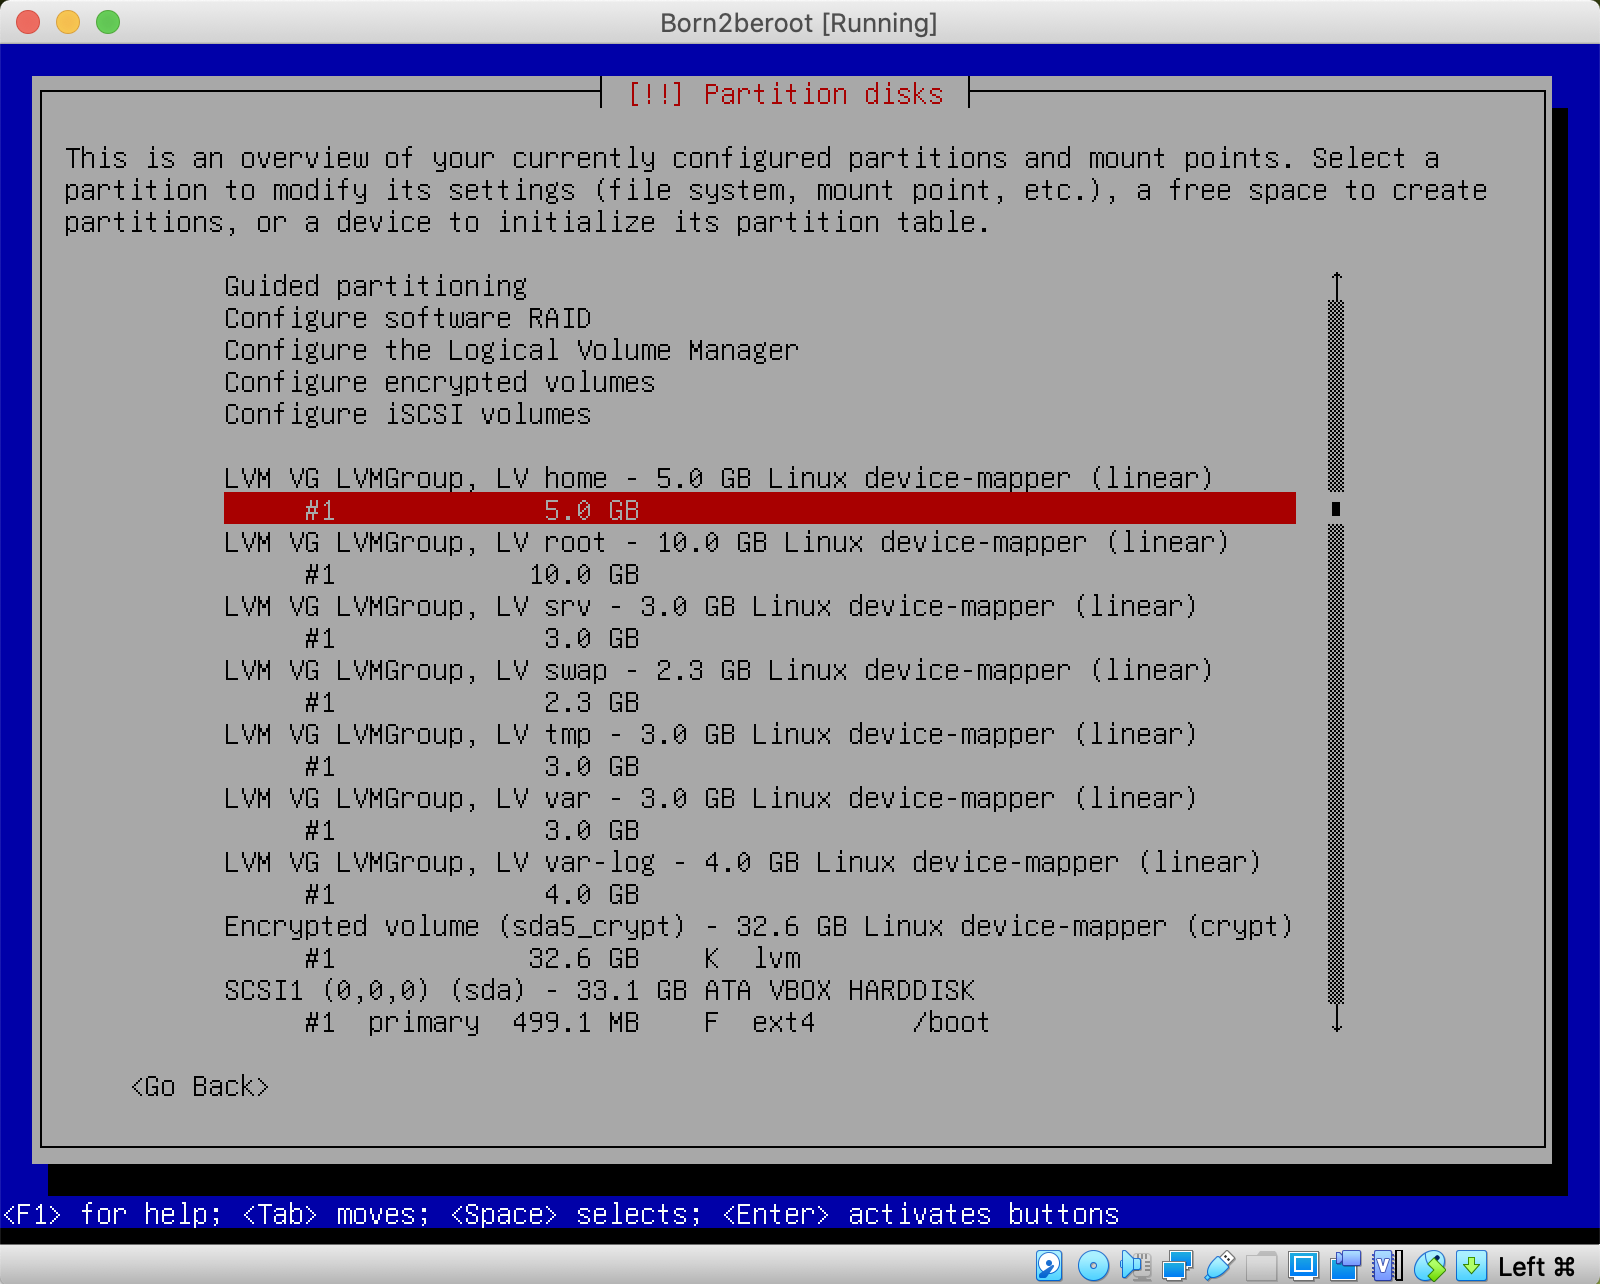 Born2beroot [Running]
[!!] Partition disks
This is an overview of your currently configured partitions and mount points. Select a
partition to modify its settings (file system, mount point, etc.), a free space to create
partitions, or a device to initialize its partition table.
Guided partitioning
Configure software RAID
Configure the Logical Volume Manager
Configure encrypted volumes
Configure iSCSI volumes
LVM VG LVMGroup, LV home - 5.0 GB Linux device-mapper (linear)
#1 5.0 GB
LVM VG LVMGroup, LV root - 10.0 GB Linux device-mapper (linear)
#1 10.0 GB
LVM VG LVMGroup, LV srv - 3.0 GB Linux device-mapper (linear)
#1 3.0 GB
LVM VG LVMGroup, LV swap - 2.3 GB Linux device-mapper (linear)
#1 2.3 GB
LVM VG LVMGroup, LV tmp - 3.0 GB Linux device-mapper (linear)
#1 3.0 GB
LVM VG LVMGroup, LV var - 3.0 GB Linux device-mapper (linear)
#1 3.0 GB
LVM VG LVMGroup, LV var-log - 4.0 GB Linux device-mapper (linear)
#1 4.0 GB
Encrypted volume (sda5_crypt) - 32.6 GB Linux device-mapper (crypt)
#1 32.6 GB K lvm
SCSI1 (0,0,0) (sda) - 33.1 GB ATA VBOX HARDDISK
#1 primary 499.1 MB F ext4 /boot
<Go Back>
<F1> for help; <Tab> moves; <Space> selects; <Enter> activates buttons
Left ⌘